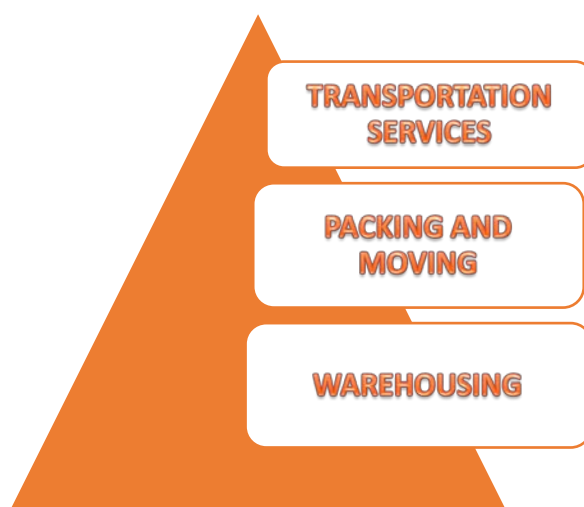 TRANSPORTATION
SERVICES
PACKING AND
MOVING
WAREHOUSING